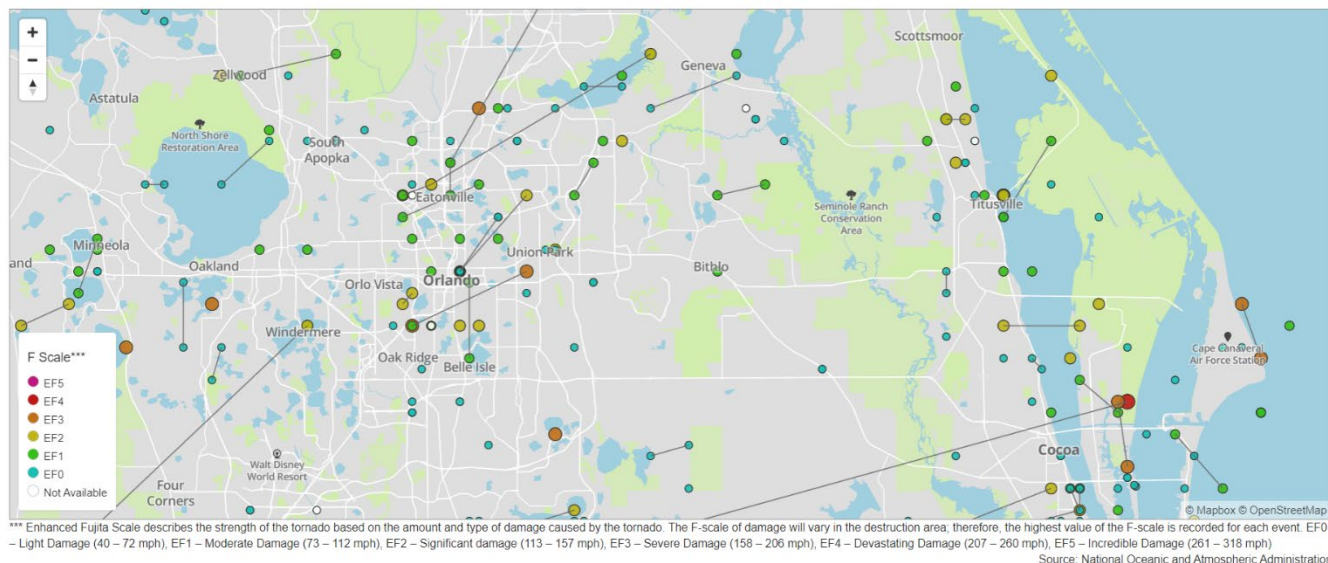 +
Scottsmoor
−
Geneva
Zellwood
Astatula
North Shore
Restoration Area
South
Apopka
Eatonville
Seminole Ranch
Conservation
Area
Titusville
Minneola
and
Oakland
Union Park
Bithlo
Orlando
Orlo Vista
Windermere
Oak Ridge
Belle Isle
Cape Canaveral
Air Force Station
F Scale***
EF5
EF4
EF3
EF2
EF1
EF0
Not Available
Walt Disney
World Resort
Four
Corners
Cocoa
© Mapbox © OpenStreetMap
*** Enhanced Fujita Scale describes the strength of the tornado based on the amount and type of damage caused by the tornado. The F-scale of damage will vary in the destruction area; therefore, the highest value of the F-scale is recorded for each event. EF0
– Light Damage (40 – 72 mph), EF1 – Moderate Damage (73 – 112 mph), EF2 – Significant damage (113 – 157 mph), EF3 – Severe Damage (158 – 206 mph), EF4 – Devastating Damage (207 – 260 mph), EF5 – Incredible Damage (261 – 318 mph)
Source: National Oceanic and Atmospheric Administration